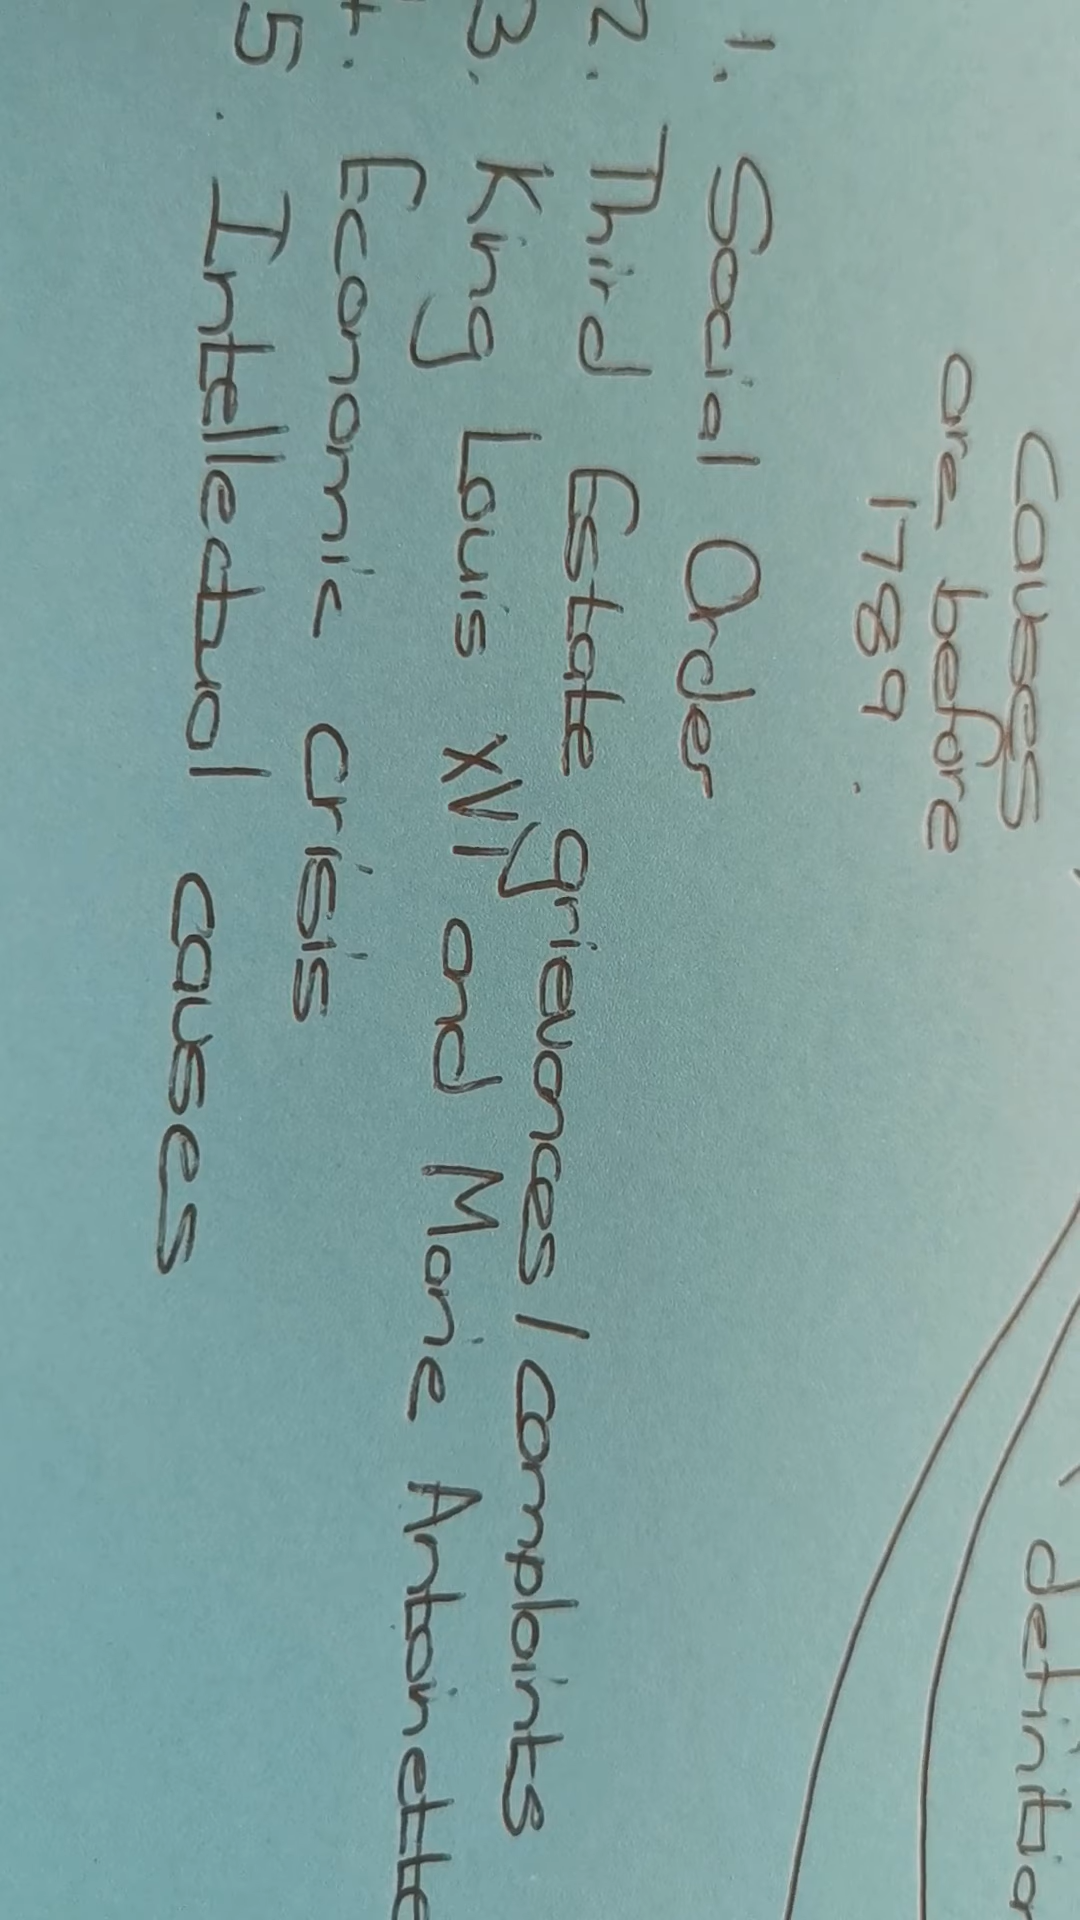 causes
are before
1789.
definition
1. Social Order
2. Third Estate grievances / complaints
3. King Louis XVI and Marie Antoinette
4. Economic crisis
5. Intellectual causes